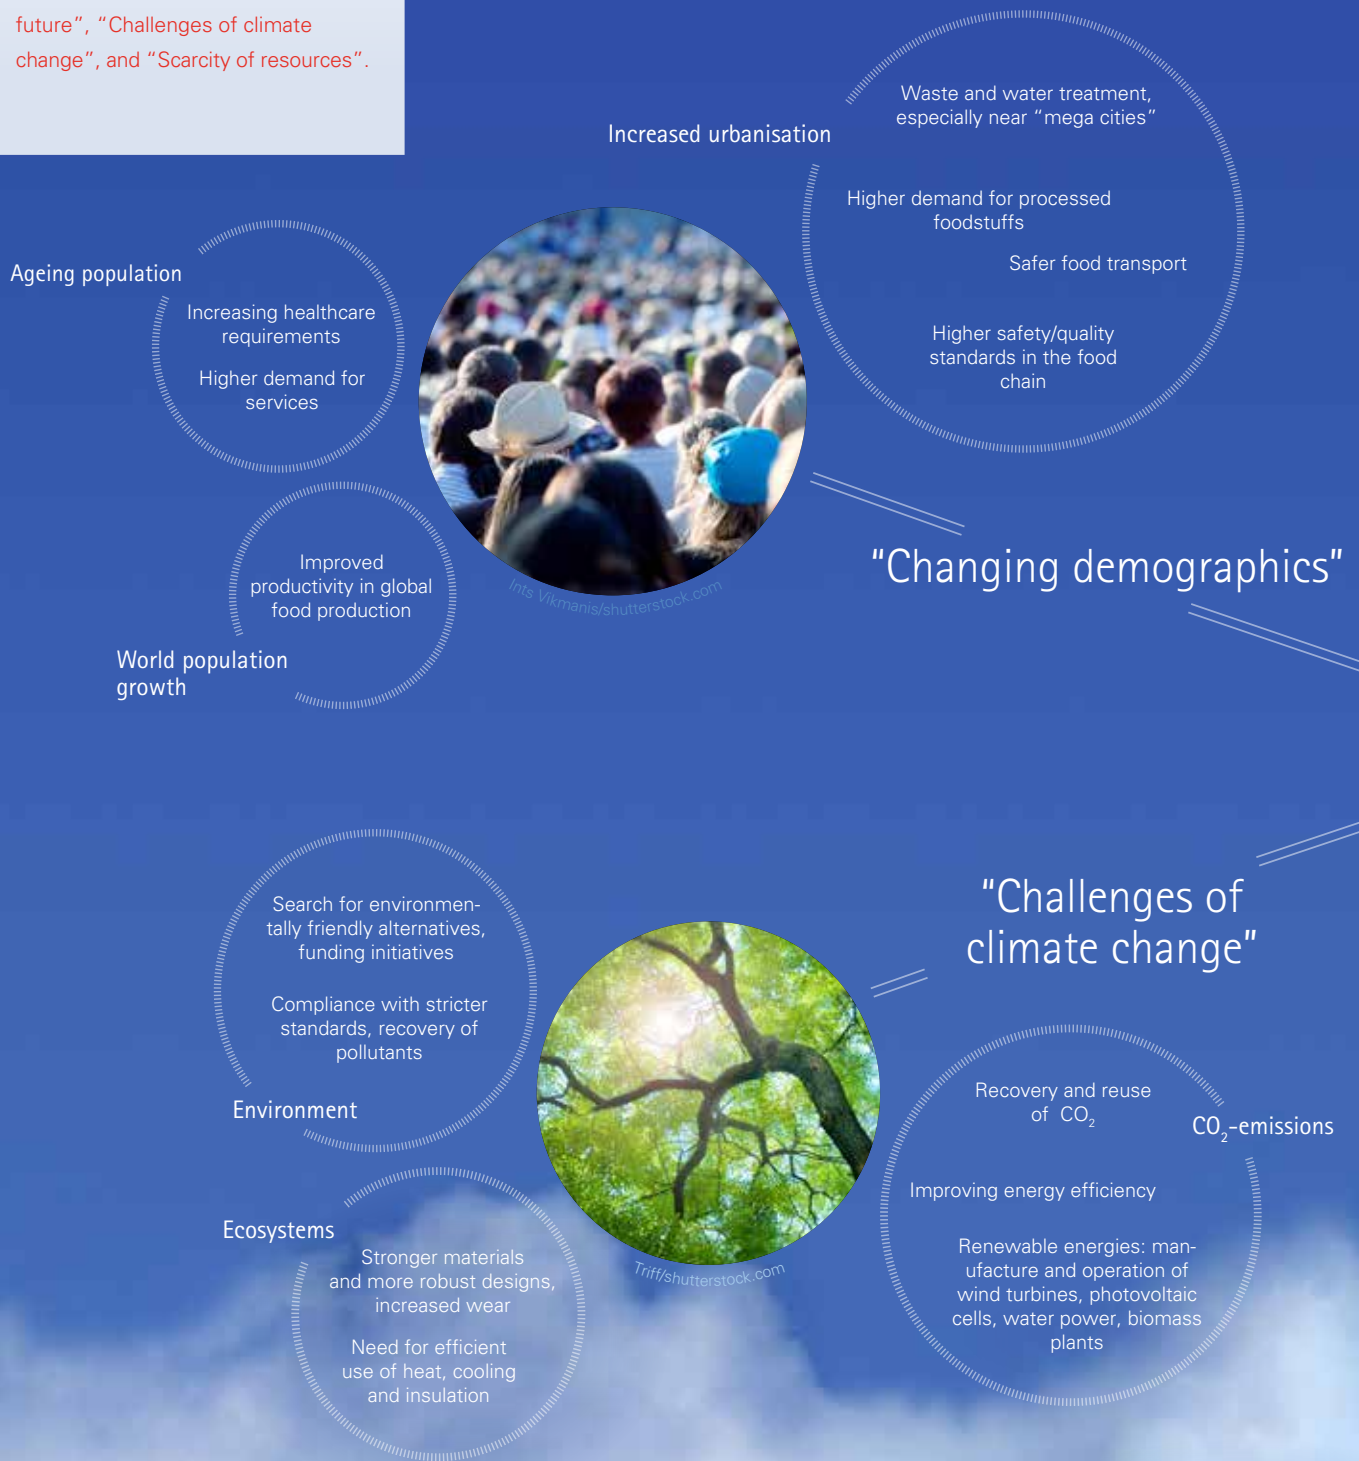 future”, “Challenges of climate
change”, and “Scarcity of resources”.
Increased urbanisation
Waste and water treatment,
especially near “mega cities”
Higher demand for processed
foodstuffs
Safer food transport
Higher safety/quality
standards in the food
chain
Ageing population
Increasing healthcare
requirements
Higher demand for
services
Improved
productivity in global
food production
World population
growth
Ints Vikmanis/shutterstock.com
“Changing demographics”
“Challenges of
climate change”
Search for environmen-
tally friendly alternatives,
funding initiatives
Compliance with stricter
standards, recovery of
pollutants
Environment
Ecosystems
Stronger materials
and more robust designs,
increased wear
Need for efficient
use of heat, cooling
and insulation
Triff/shutterstock.com
Recovery and reuse
of CO₂
CO₂-emissions
Improving energy efficiency
Renewable energies: man-
ufacture and operation of
wind turbines, photovoltaic
cells, water power, biomass
plants